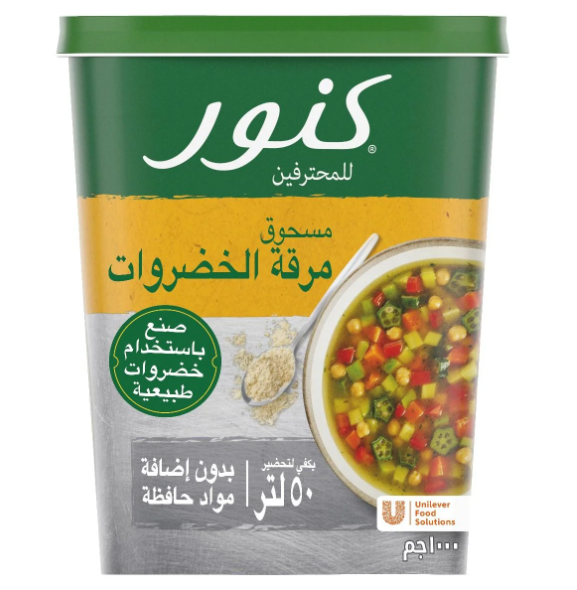 كنور
®
للمحترفين
مسحوق
مرقة الخضروات
صنع
باستخدام
خضروات
طبيعية
يكفي لتحضير
٥٠ لتر
بدون إضافة
مواد حافظة
Unilever
Food
Solutions
١٠٠٠جم